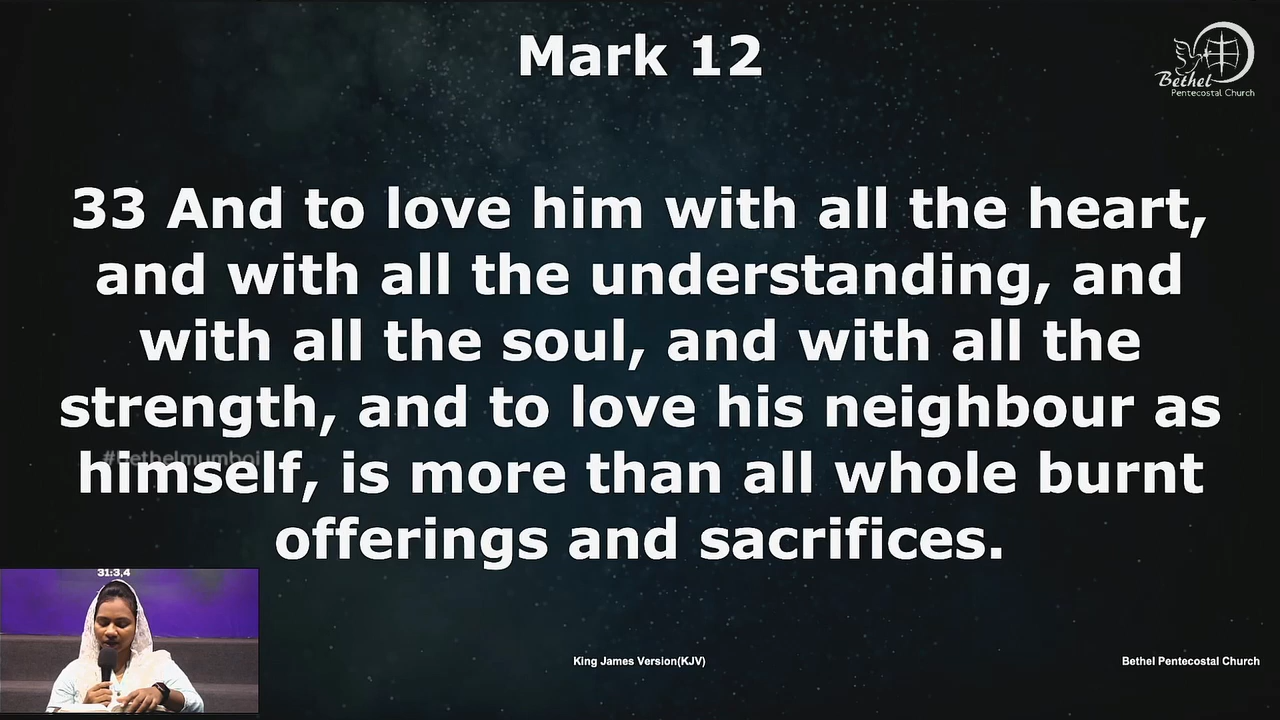 Mark 12
Bethel
Pentecostal Church
33 And to love him with all the heart,
and with all the understanding, and
with all the soul, and with all the
strength, and to love his neighbour as
#Bethelmumbai
himself, is more than all whole burnt
offerings and sacrifices.
31:3,4
King James Version(KJV)
Bethel Pentecostal Church